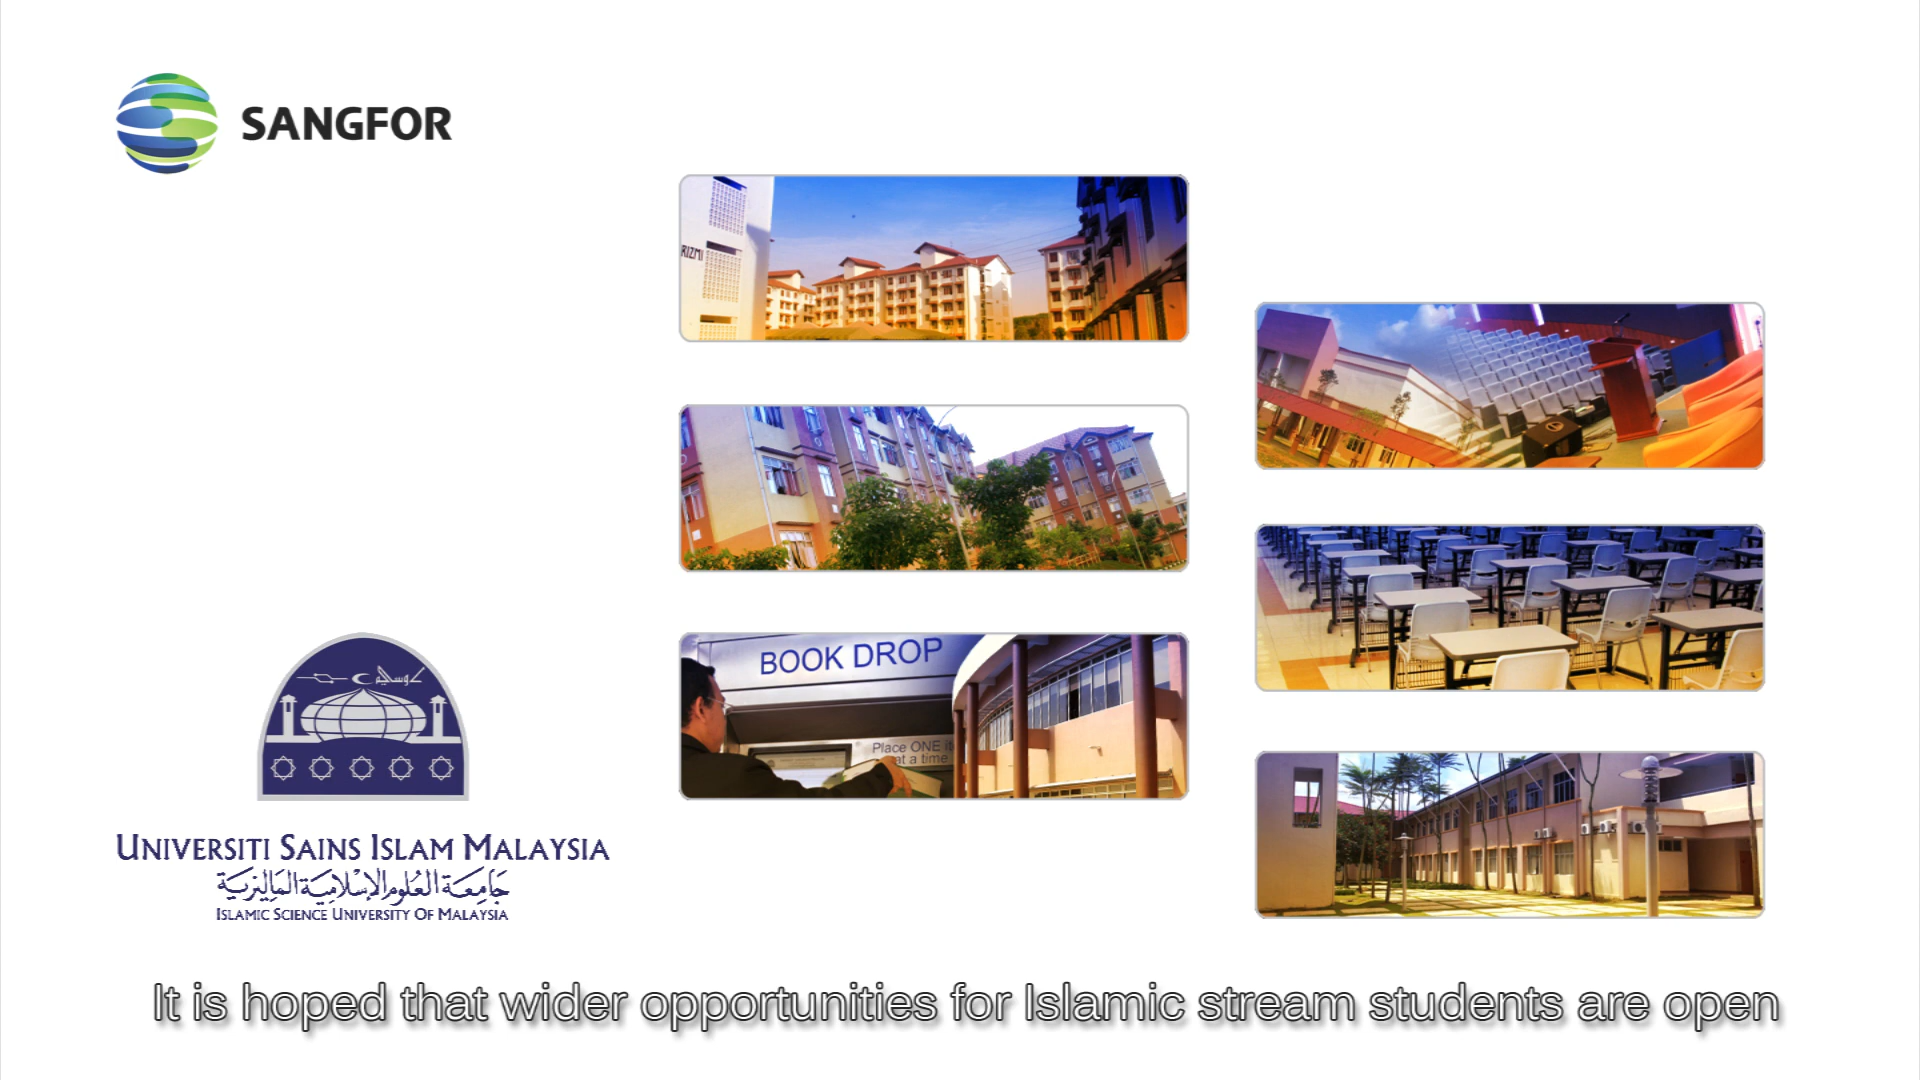 SANGFOR
RIZMI
BOOK DROP
Place ONE
at a time
UNIVERSITI SAINS ISLAM MALAYSIA
جامعة العلوم الإسلامية الماليزية
ISLAMIC SCIENCE UNIVERSITY OF MALAYSIA
It is hoped that wider opportunities for Islamic stream students are open